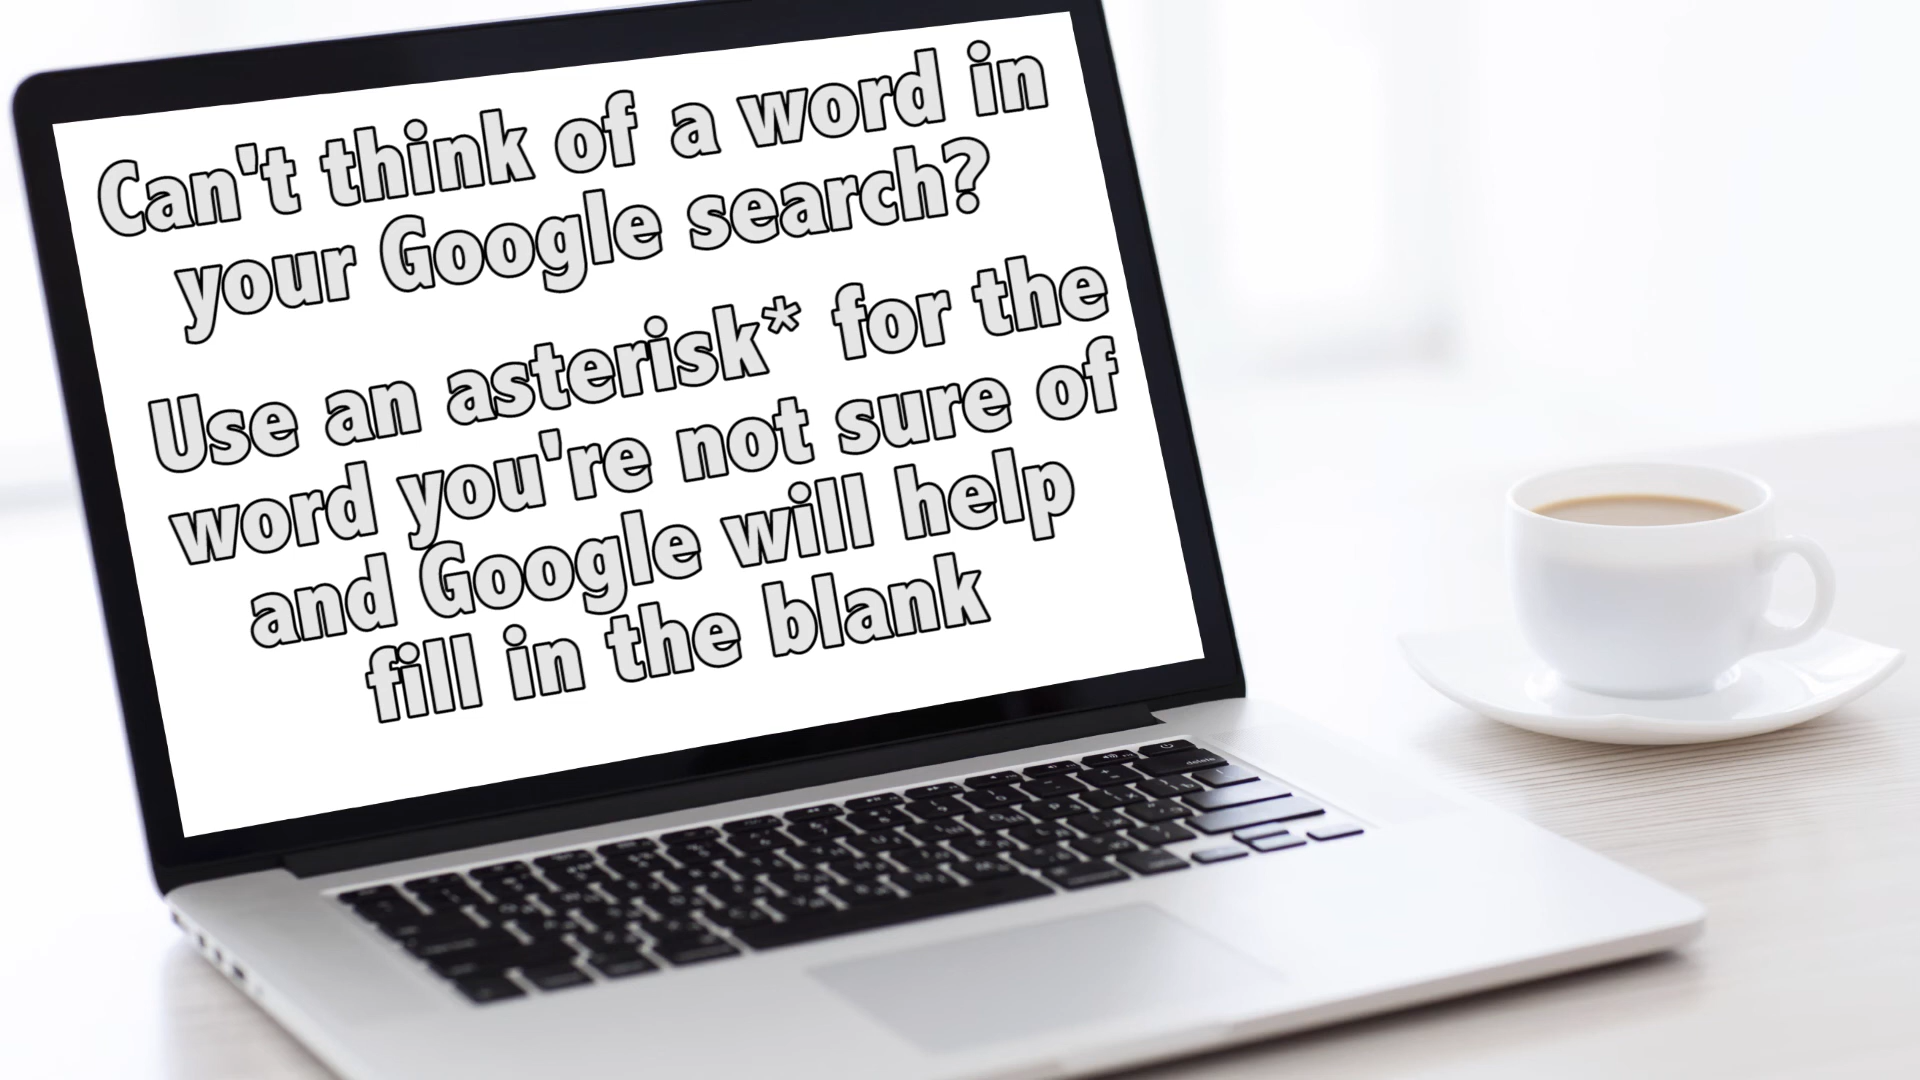 Can't think of a word in
your Google search?
Use an asterisk* for the
word you're not sure of
and Google will help
fill in the blank
delete